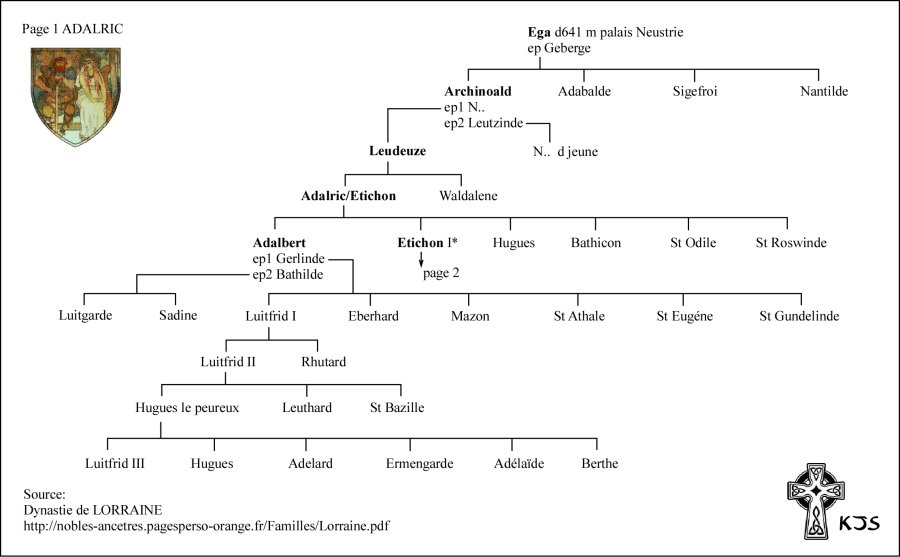 Page 1 ADALRIC
Ega d641 m palais Neustrie
ep Geberge
Archinoald
Adabalde
Sigefroi
Nantilde
ep1 N..
ep2 Leutzinde
Leudeuze
N.. d jeune
Adalric/Etichon
Waldalene
Adalbert
Etichon I*
Hugues
Bathicon
St Odile
St Roswinde
ep1 Gerlinde
ep2 Bathilde
page 2
Luitgarde
Sadine
Luitfrid I
Eberhard
Mazon
St Athale
St Eugéne
St Gundelinde
Luitfrid II
Rhutard
Hugues le peureux
Leuthard
St Bazille
Luitfrid III
Hugues
Adelard
Ermengarde
Adélaïde
Berthe
Source:
Dynastie de LORRAINE
http://nobles-ancetres.pagesperso-orange.fr/Familles/Lorraine.pdf
KJS